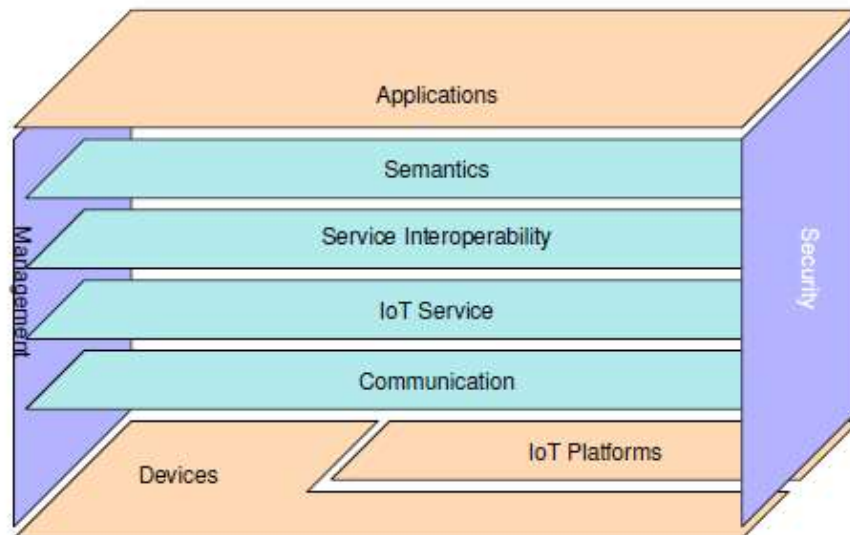 Applications
Semantics
Service Interoperability
IoT Service
Communication
IoT Platforms
Devices
Management
Security